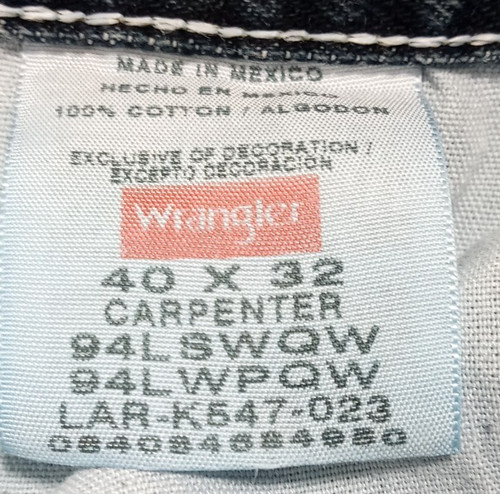 MADE IN MEXICO
HECHO EN MEXICO
100% COTTON / ALGODON
EXCLUSIVE OF DECORATION /
EXCEPTO DECORACION
Wrangler
40 X 32
CARPENTER
94LSWQW
94LWPQW
LAR-K547-023